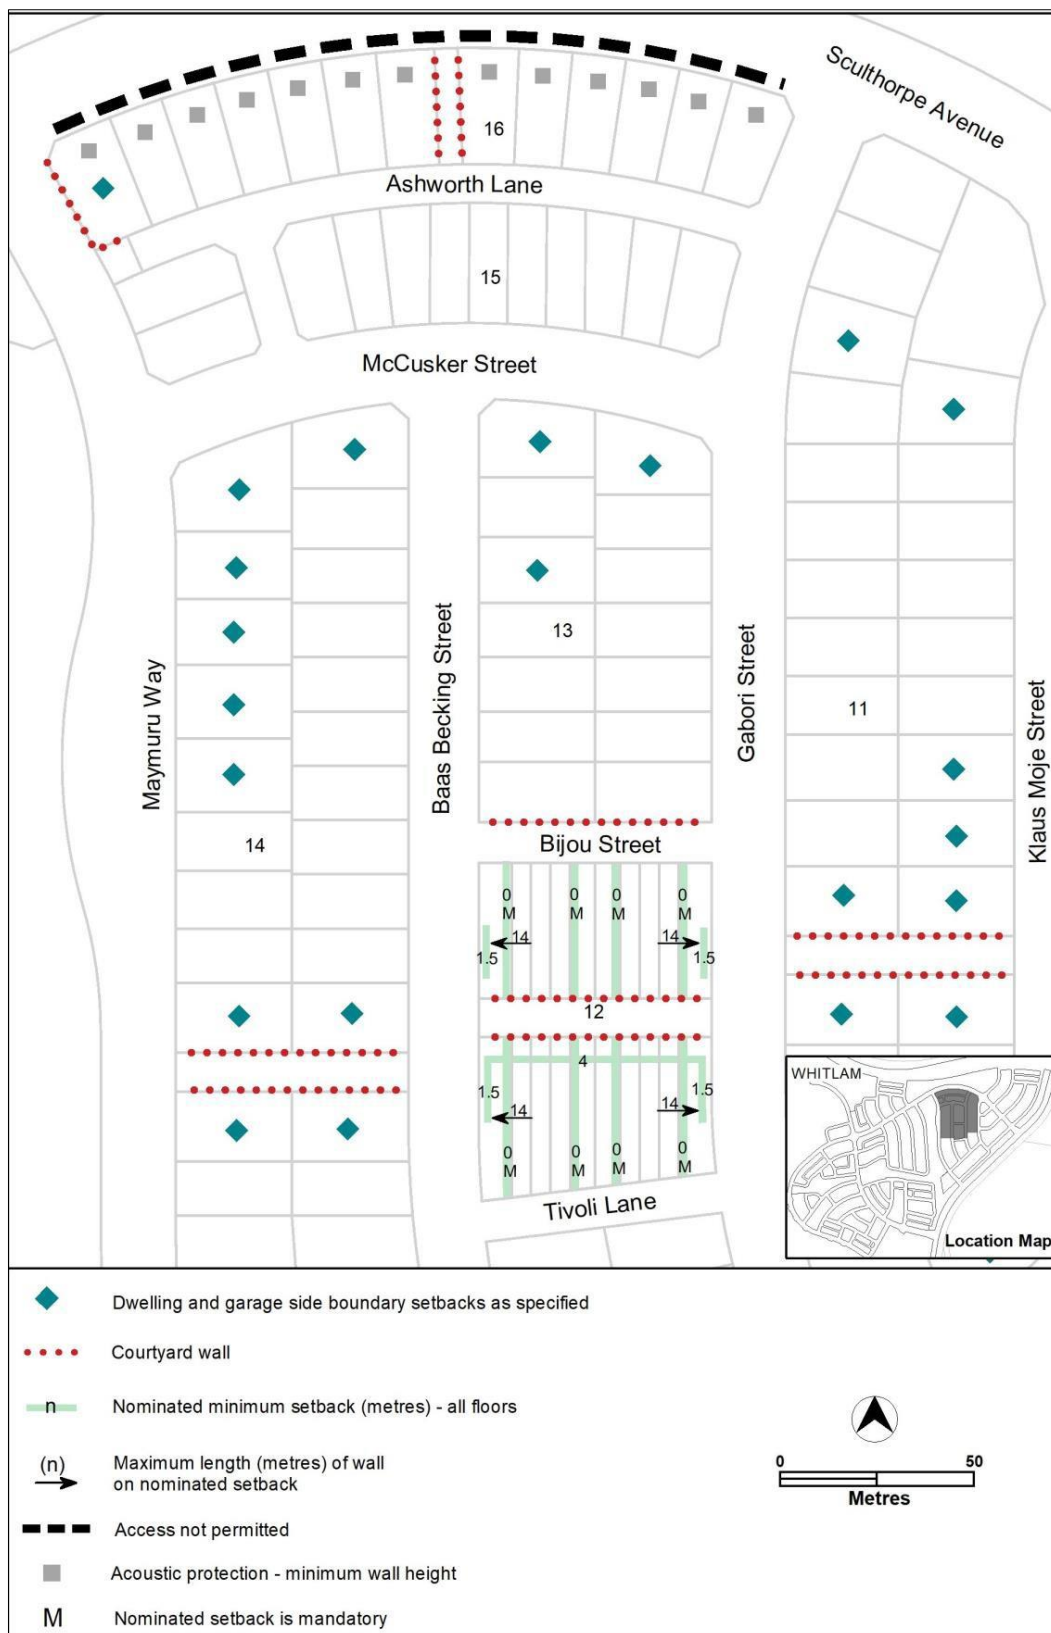 Sculthorpe Avenue
16
Ashworth Lane
15
McCusker Street
13
Maymuru Way
Baas Becking Street
Gabori Street
11
Klaus Moje Street
14
Bijou Street
0 M
0 M
0 M
0 M
14
14
1.5
1.5
12
4
1.5
1.5
14
14
0 M
0 M
0 M
0 M
Tivoli Lane
WHITLAM
Location Map
Dwelling and garage side boundary setbacks as specified
Courtyard wall
n
Nominated minimum setback (metres) - all floors
(n)
Maximum length (metres) of wall
on nominated setback
0 50
Metres
Access not permitted
Acoustic protection - minimum wall height
M
Nominated setback is mandatory